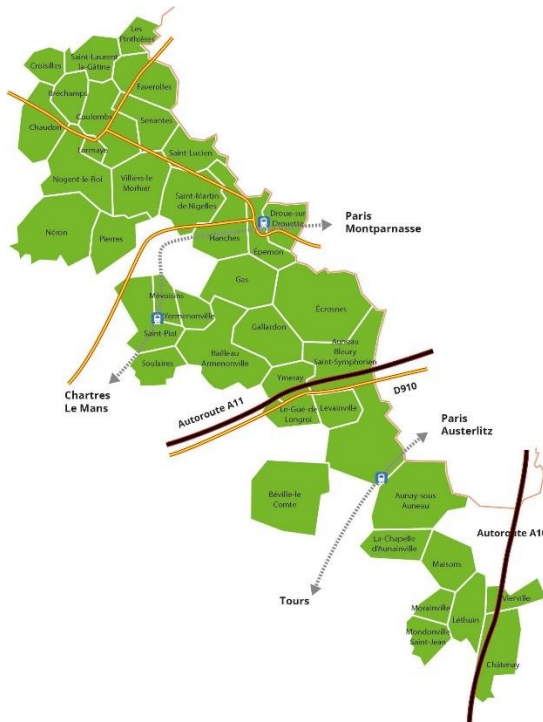 Les
Pinthières
Saint-Laurent
la-Gâtine
Croisilles
Faverolles
Bréchamps
Coulombs
Senantes
Chaudon
Lormaye
Saint-Lucien
Nogent-le-Roi
Villiers-le
Morhier
Saint-Martin
de Nigelles
Droue-sur
Drouette
Paris
Montparnasse
Néron
Pierres
Hanches
Épernon
Gas
Mévoisins
Écrosnes
Yermenonville
Saint-Piat
Gallardon
Auneau
Bleury
Saint-Symphorien
Soulaires
Bailleau
Armenonville
Ymeray
Chartres
Le Mans
D910
Autoroute A11
Le-Gué-de
Longroi
Levainville
Paris
Austerlitz
Béville-le
Comte
Aunay-sous
Auneau
Autoroute A10
La-Chapelle
d'Aunainville
Maisons
Tours
Morainville
Vierville
Léthuin
Mondonville
Saint-Jean
Châtenay